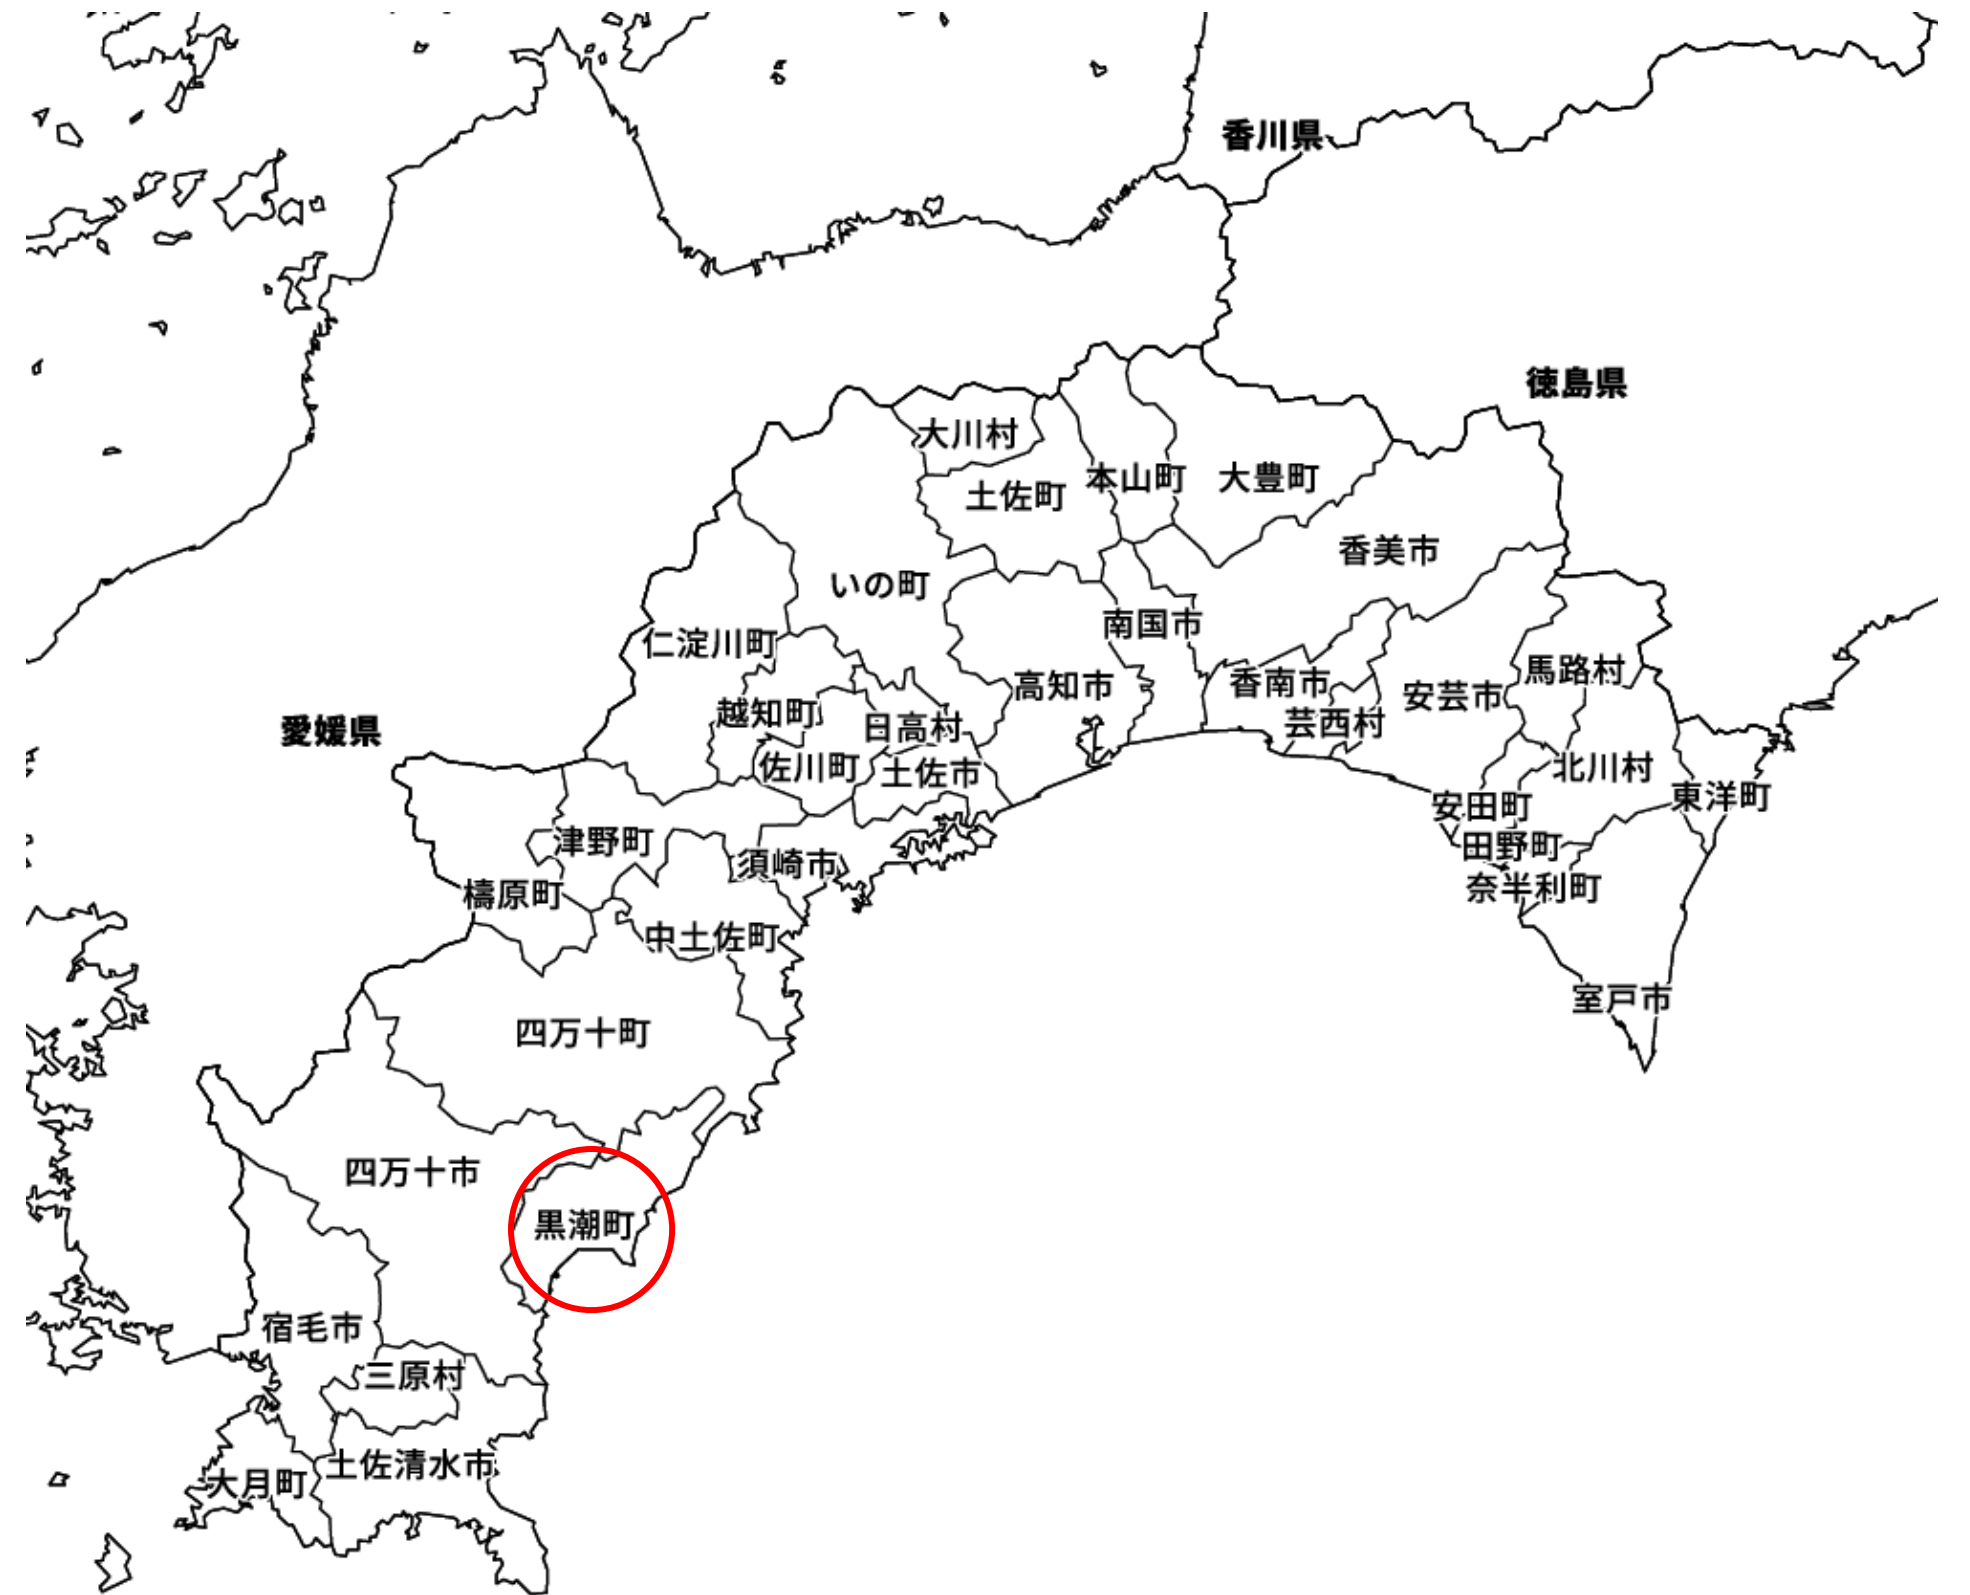 香川県
徳島県
大川村
本山町
大豊町
土佐町
香美市
いの町
南国市
仁淀川町
馬路村
高知市
香南市
安芸市
越知町
芸西村
日高村
愛媛県
佐川町
土佐市
北川村
東洋町
安田町
津野町
田野町
須崎市
奈半利町
檮原町
中土佐町
室戸市
四万十町
四万十市
黒潮町
宿毛市
三原村
土佐清水市
大月町